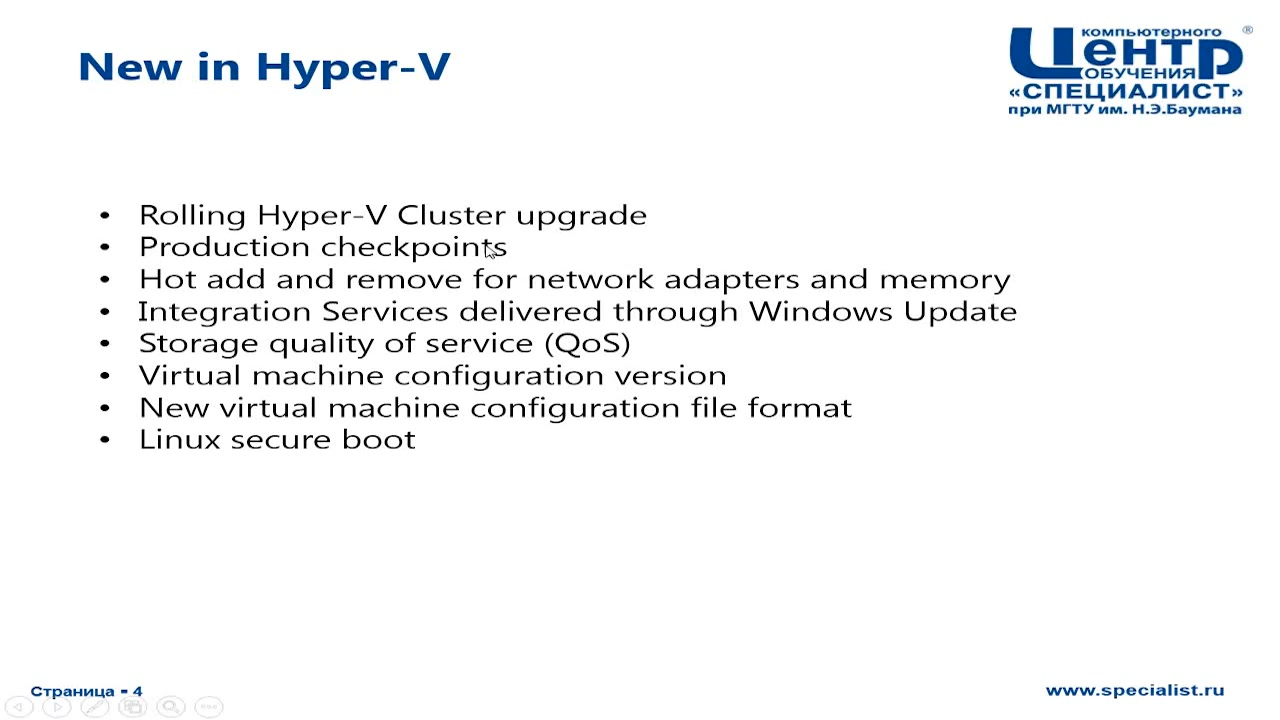 New in Hyper-V
компьютерного
Центр
ОБУЧЕНИЯ
«СПЕЦИАЛИСТ»
при МГТУ им. Н.Э.Баумана
®
• Rolling Hyper-V Cluster upgrade
• Production checkpoints
• Hot add and remove for network adapters and memory
• Integration Services delivered through Windows Update
• Storage quality of service (QoS)
• Virtual machine configuration version
• New virtual machine configuration file format
• Linux secure boot
Страница - 4
www.specialist.ru